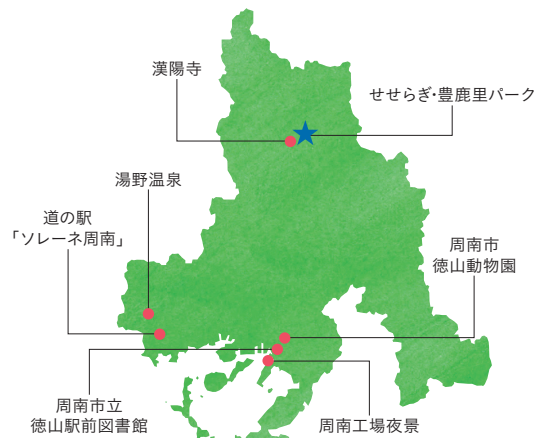 漢陽寺
せせらぎ・豊鹿里パーク
湯野温泉
道の駅
「ソレーネ周南」
周南市
徳山動物園
周南市立
徳山駅前図書館
周南工場夜景